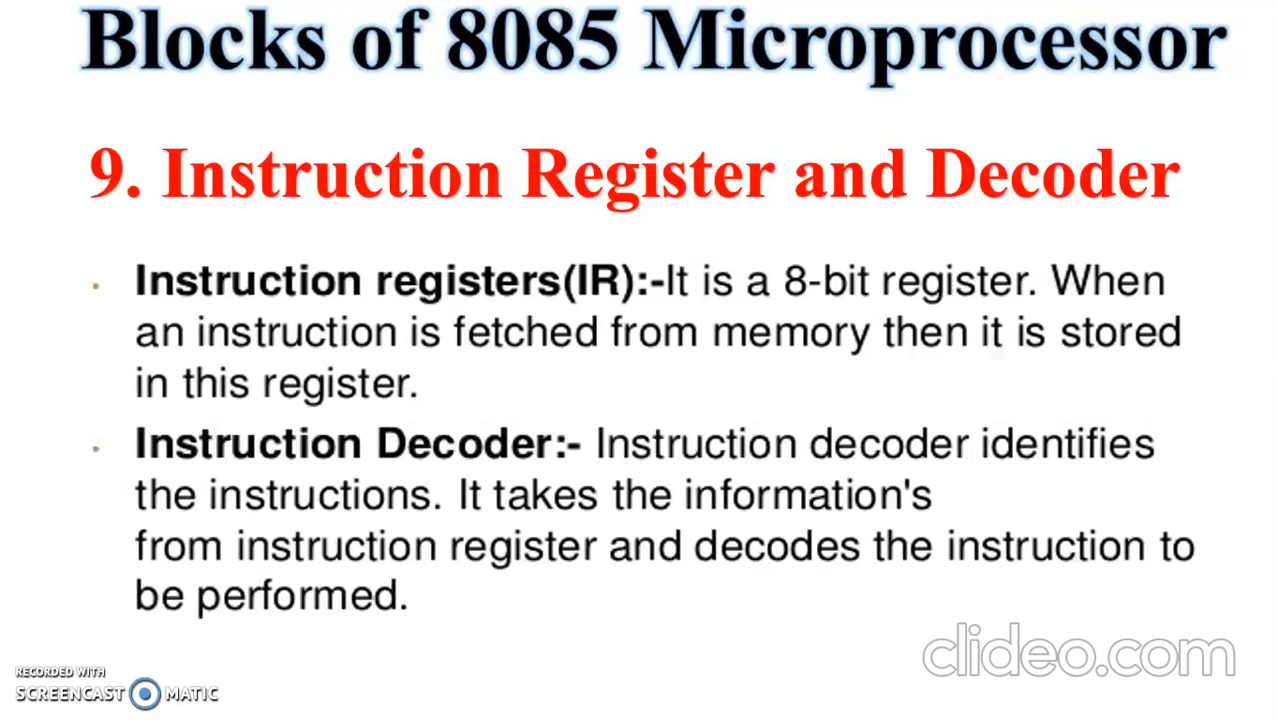 Blocks of 8085 Microprocessor
9. Instruction Register and Decoder
· Instruction registers(IR):-It is a 8-bit register. When
an instruction is fetched from memory then it is stored
in this register.
· Instruction Decoder:- Instruction decoder identifies
the instructions. It takes the information's
from instruction register and decodes the instruction to
be performed.
clideo.com
RECORDED WITH
SCREENCAST MATIC